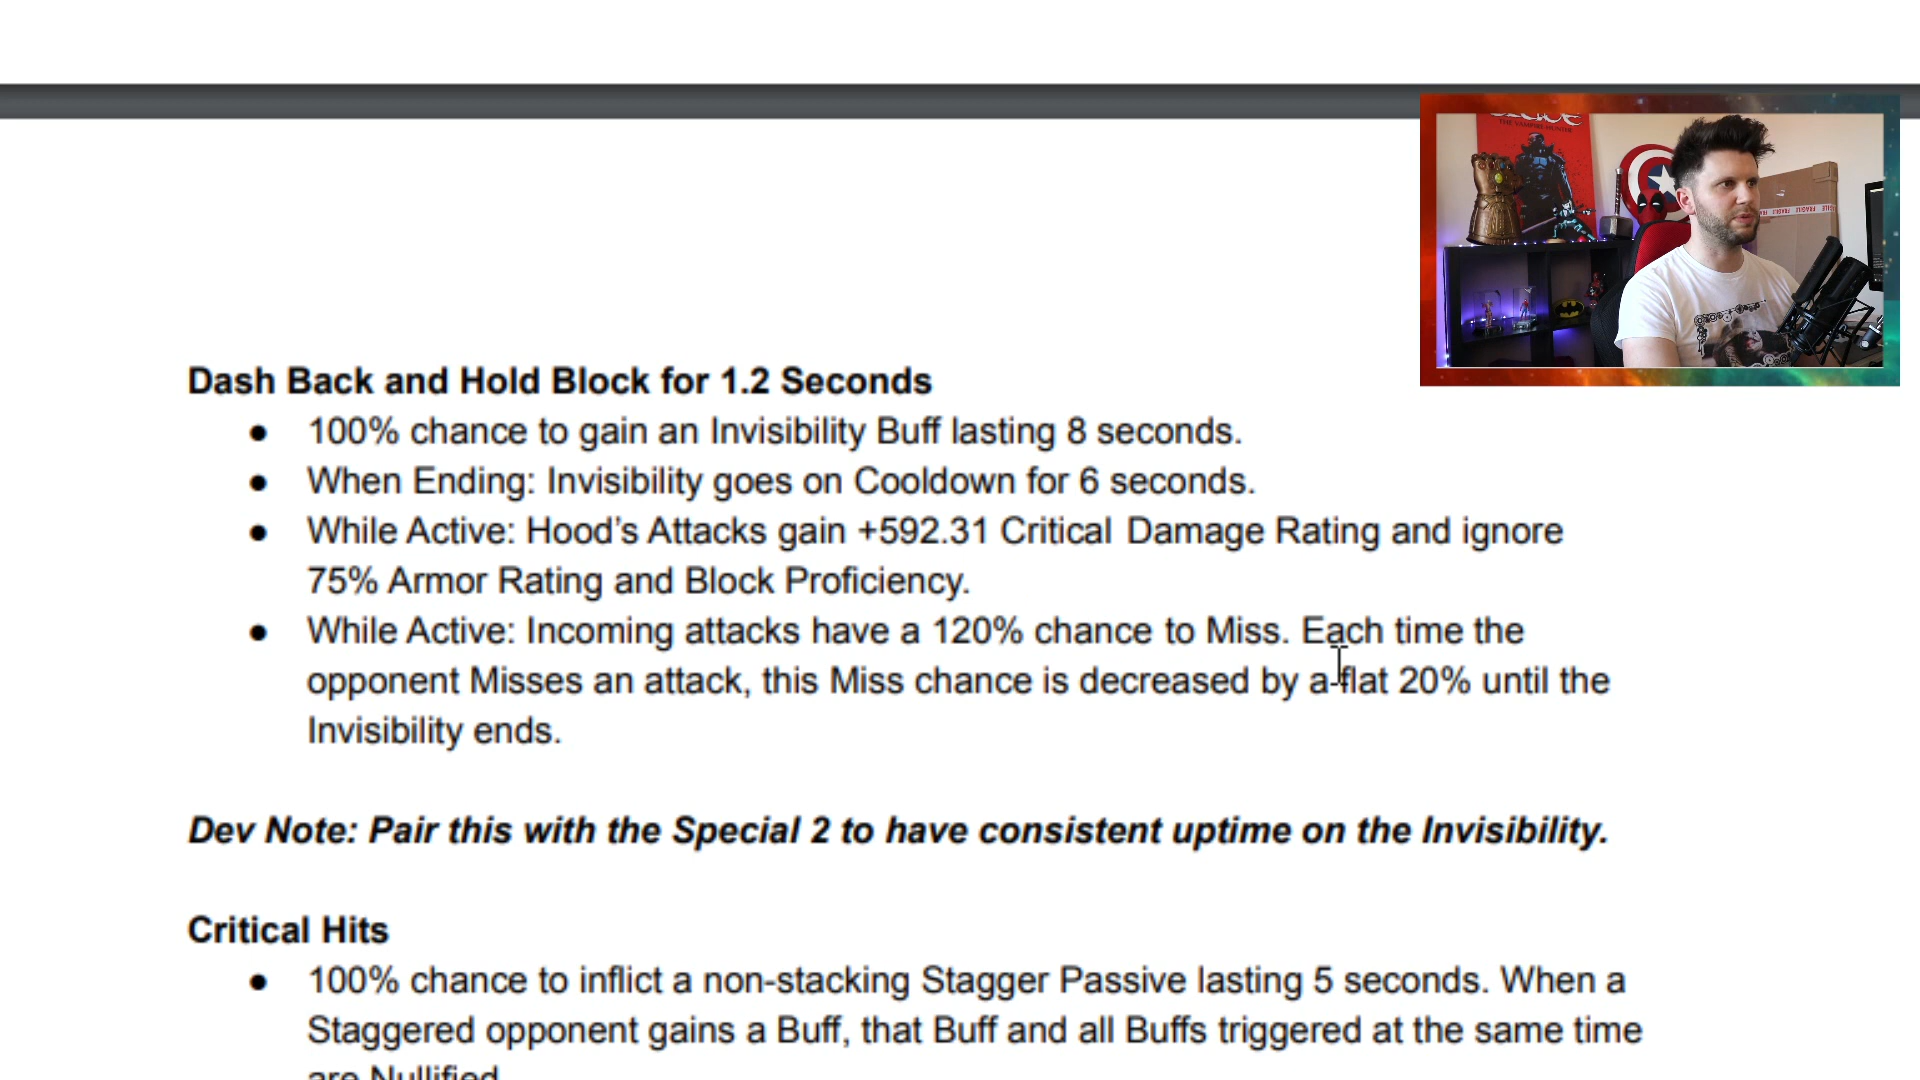 THE VAMPIRE HUNTER
FRAGILE
Dash Back and Hold Block for 1.2 Seconds
● 100% chance to gain an Invisibility Buff lasting 8 seconds.
● When Ending: Invisibility goes on Cooldown for 6 seconds.
● While Active: Hood's Attacks gain +592.31 Critical Damage Rating and ignore
75% Armor Rating and Block Proficiency.
● While Active: Incoming attacks have a 120% chance to Miss. Each time the
opponent Misses an attack, this Miss chance is decreased by a flat 20% until the
Invisibility ends.
Dev Note: Pair this with the Special 2 to have consistent uptime on the Invisibility.
Critical Hits
● 100% chance to inflict a non-stacking Stagger Passive lasting 5 seconds. When a
Staggered opponent gains a Buff, that Buff and all Buffs triggered at the same time
are Nullified